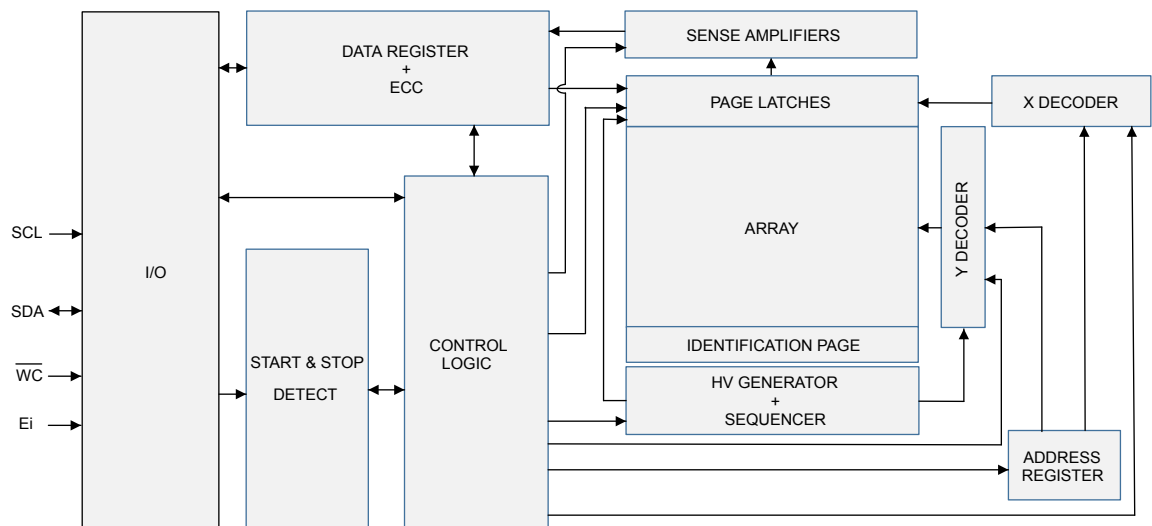 SENSE AMPLIFIERS
DATA REGISTER
+
ECC
PAGE LATCHES
X DECODER
SCL
I/O
ARRAY
Y DECODER
SDA
START & STOP
DETECT
CONTROL
LOGIC
IDENTIFICATION PAGE
W̅C̅
HV GENERATOR
+
SEQUENCER
Ei
ADDRESS
REGISTER